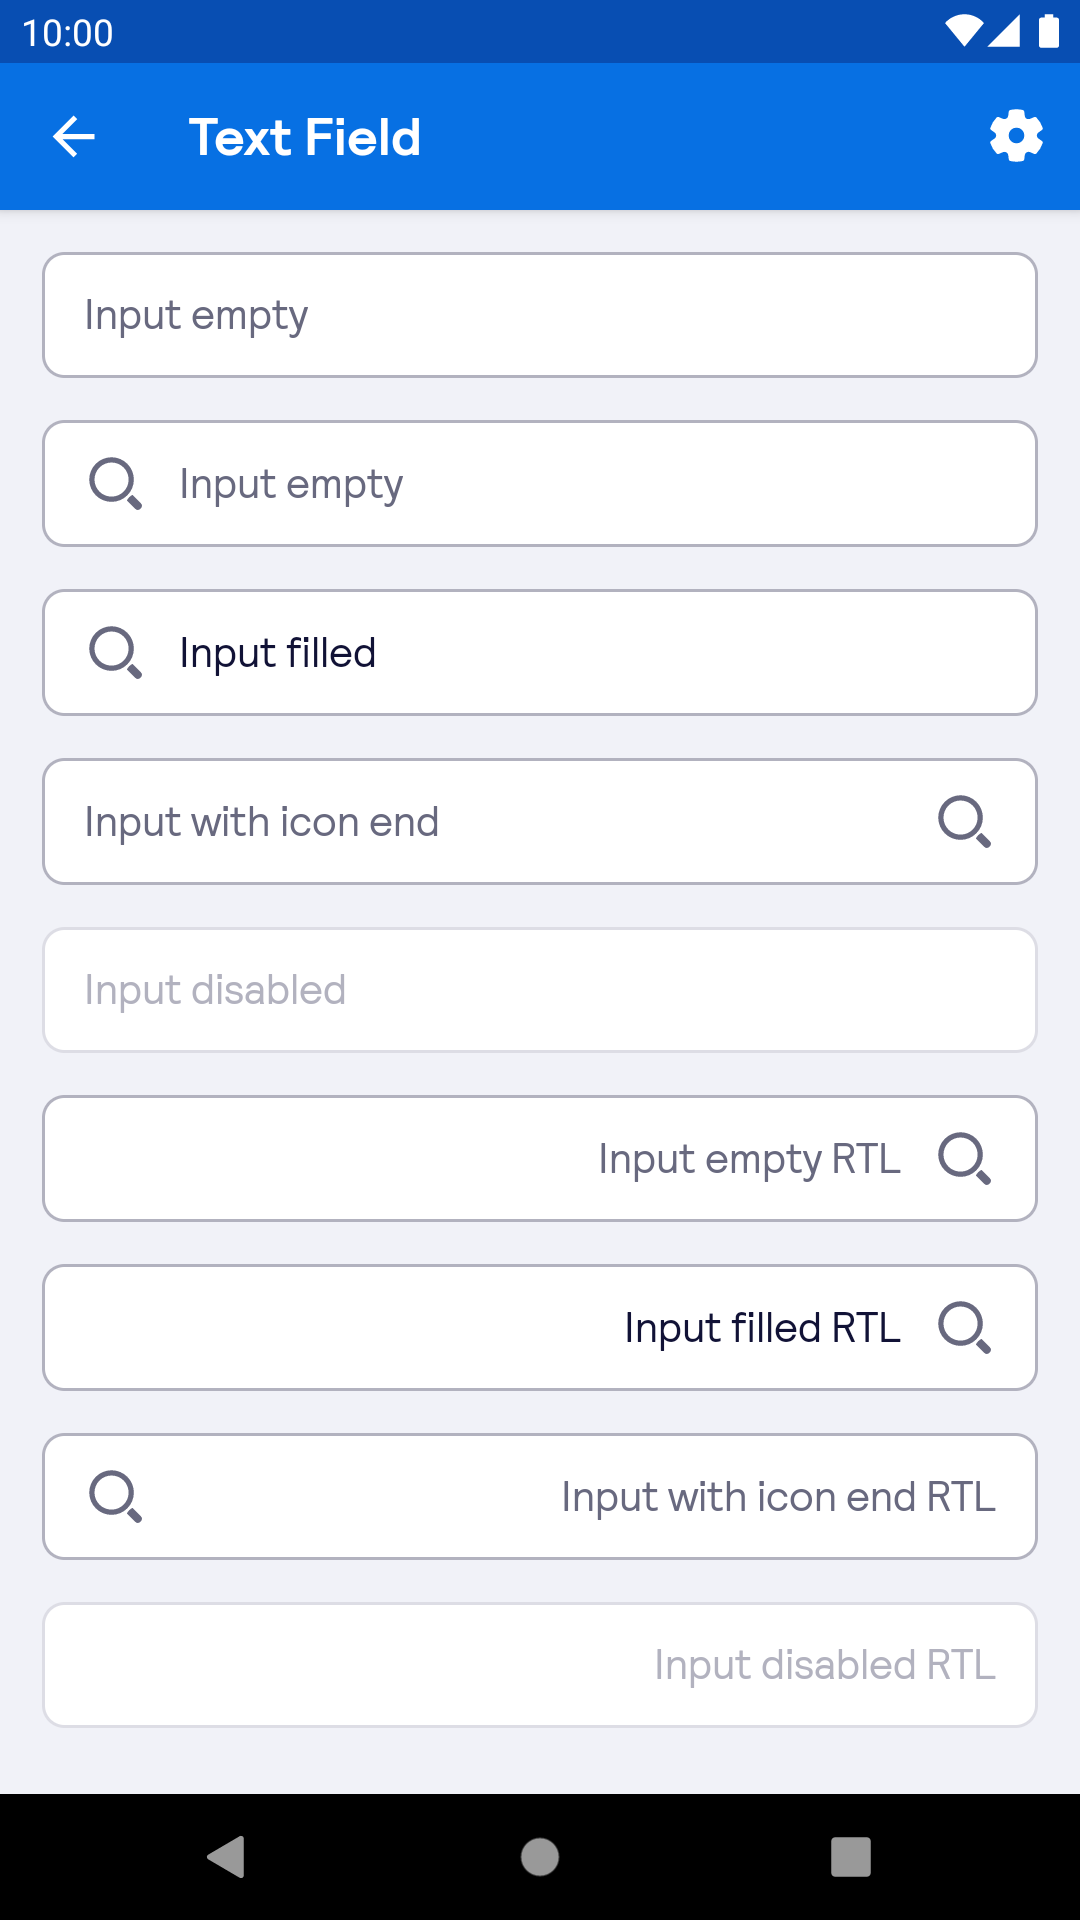 10:00
Text Field
Input empty
Input empty
Input filled
Input with icon end
Input disabled
Input empty RTL
Input filled RTL
Input with icon end RTL
Input disabled RTL